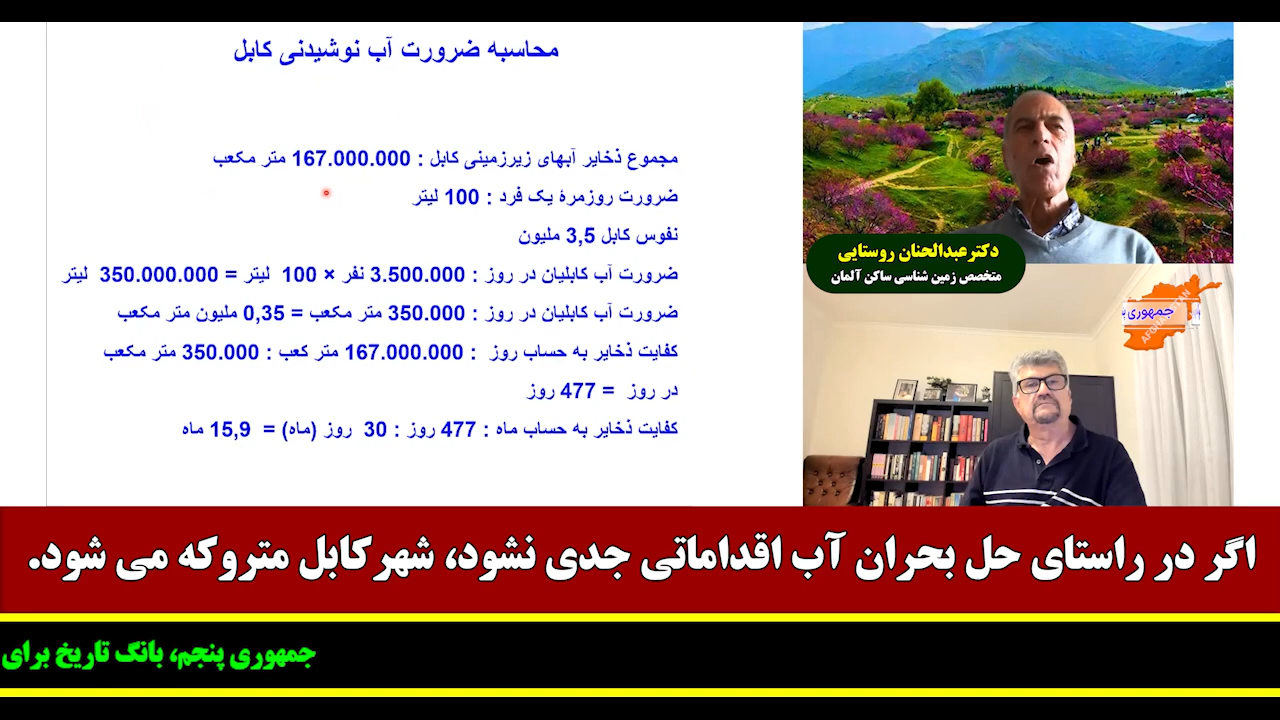 محاسبه ضرورت آب نوشیدنی کابل
مجموع ذخایر آبهای زیرزمینی کابل : 167.000.000 متر مکعب
ضرورت روزمرۀ یک فرد : 100 لیتر
نفوس کابل 3,5 ملیون
ضرورت آب کابلیان در روز : 3.500.000 نفر × 100 لیتر = 350.000.000 لیتر
ضرورت آب کابلیان در روز : 350.000 متر مکعب = 0,35 ملیون متر مکعب
کفایت ذخایر به حساب روز : 167.000.000 متر کعب : 350.000 متر مکعب
در روز = 477 روز
کفایت ذخایر به حساب ماه : 477 روز : 30 روز (ماه) = 15,9 ماه
دکترعبدالحنان روستایی
متخصص زمین شناسی ساکن آلمان
جمهوری
AFGHANISTAN
اگر در راستای حل بحران آب اقداماتی جدی نشود، شهرکابل متروکه می شود.
جمهوری پنجم، بانگ تاریخ برای